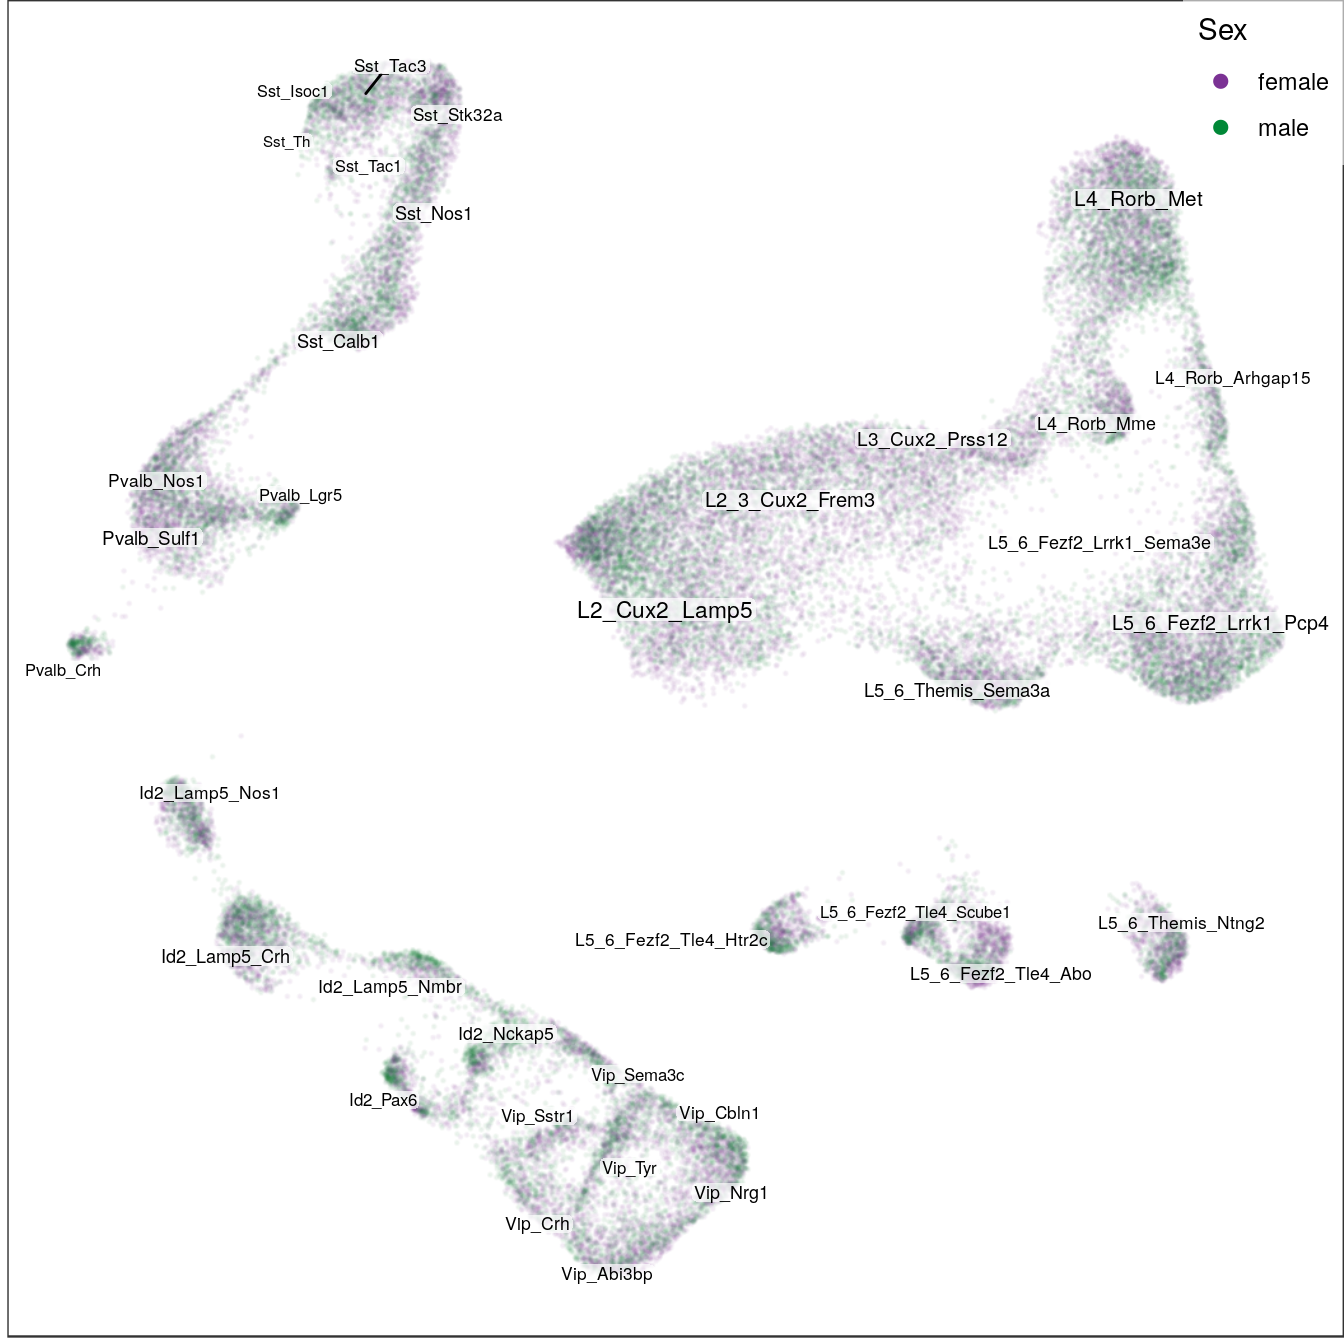 Sex
female
male
Sst_Tac3
Sst_Isoc1
Sst_Stk32a
Sst_Th
Sst_Tac1
Sst_Nos1
Sst_Calb1
L4_Rorb_Met
L4_Rorb_Arhgap15
L4_Rorb_Mme
L3_Cux2_Prss12
L2_3_Cux2_Frem3
Pvalb_Nos1
Pvalb_Lgr5
Pvalb_Sulf1
L5_6_Fezf2_Lrrk1_Sema3e
L2_Cux2_Lamp5
L5_6_Fezf2_Lrrk1_Pcp4
Pvalb_Crh
L5_6_Themis_Sema3a
Id2_Lamp5_Nos1
L5_6_Fezf2_Tle4_Scube1
L5_6_Themis_Ntng2
L5_6_Fezf2_Tle4_Htr2c
Id2_Lamp5_Crh
L5_6_Fezf2_Tle4_Abo
Id2_Lamp5_Nmbr
Id2_Nckap5
Vip_Sema3c
Id2_Pax6
Vip_Sstr1
Vip_Cbln1
Vip_Tyr
Vip_Nrg1
Vip_Crh
Vip_Abi3bp